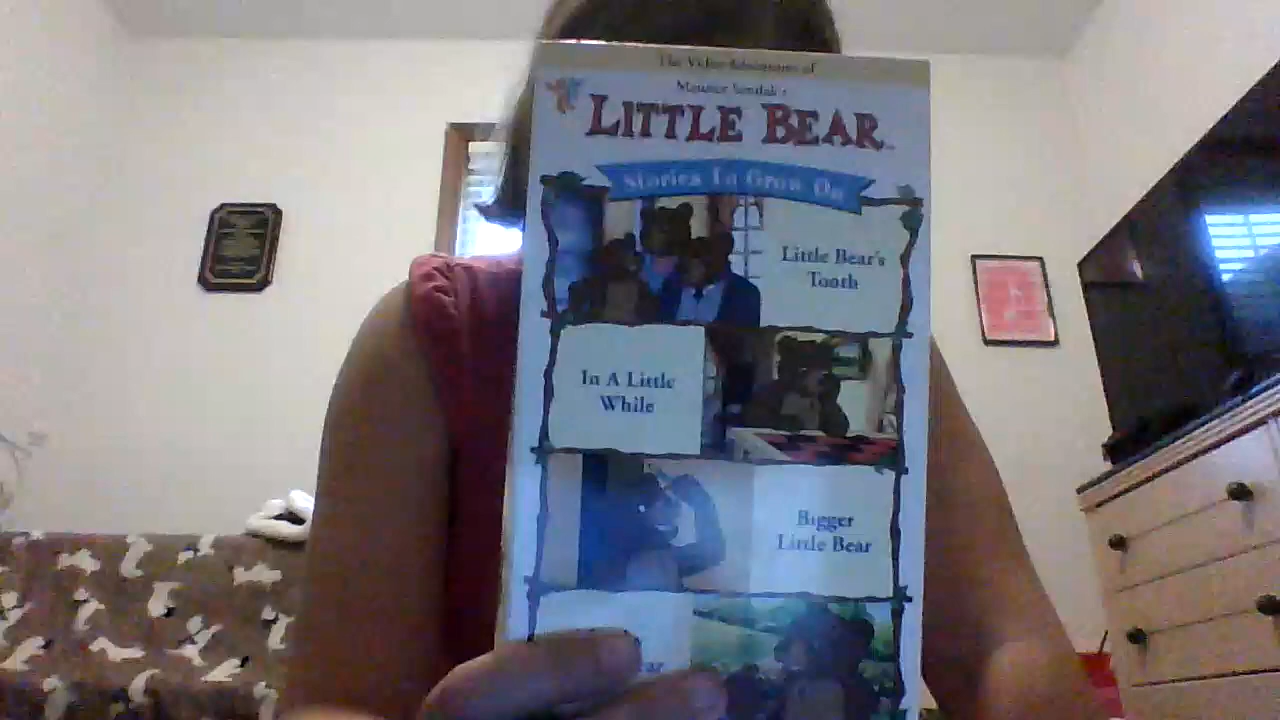 The Video Adventures of
Maurice Sendak's
LITTLE BEAR
Stories To Grow On
Little Bear's
Tooth
In A Little
While
Bigger
Little Bear